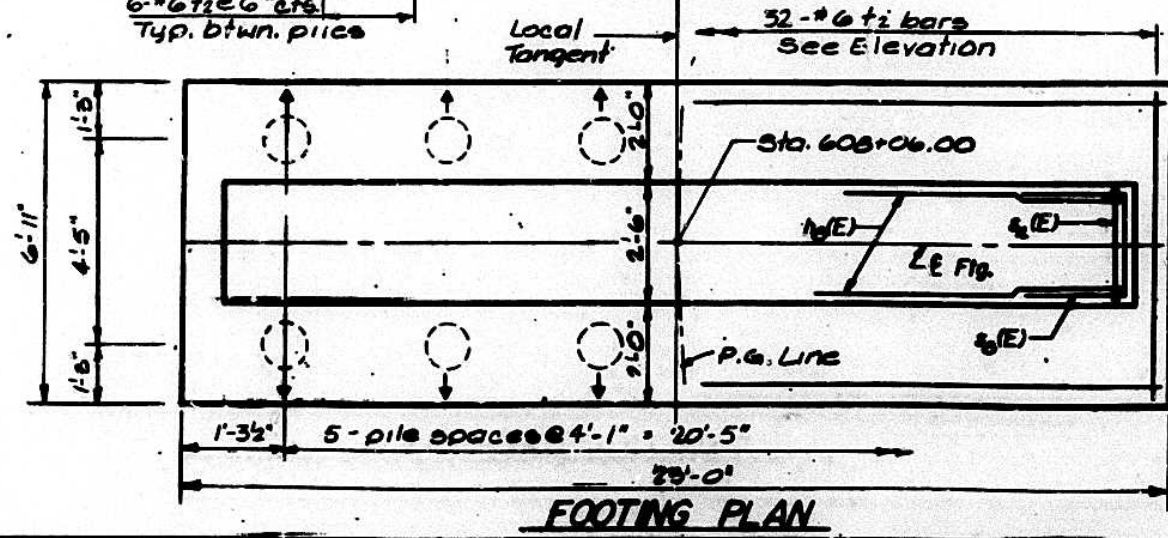 6-#6 t2 @ 6" cts.
Typ. btwn. piles
Local
Tangent
32-#6 t2 bars
See Elevation
1'-3"
2'-0"
Sta. 608+06.00
6'-11"
4'-5"
2'-6"
(E)
(E)
℄ Ftg.
(E)
1'-3"
2'-0"
P.G. Line
1'-3½"
5-pile spaces @ 4'-1" = 20'-5"
23'-0"
FOOTING PLAN